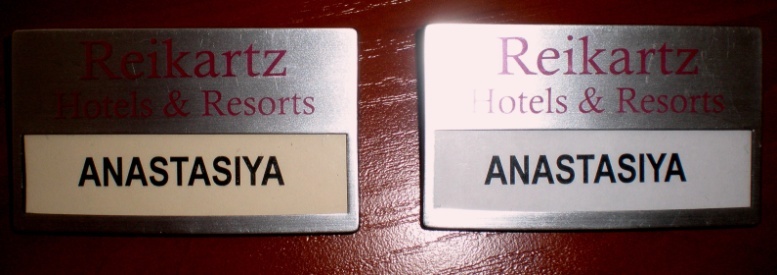 Reikartz
Hotels & Resorts
ANASTASIYA
Reikartz
Hotels & Resorts
ANASTASIYA